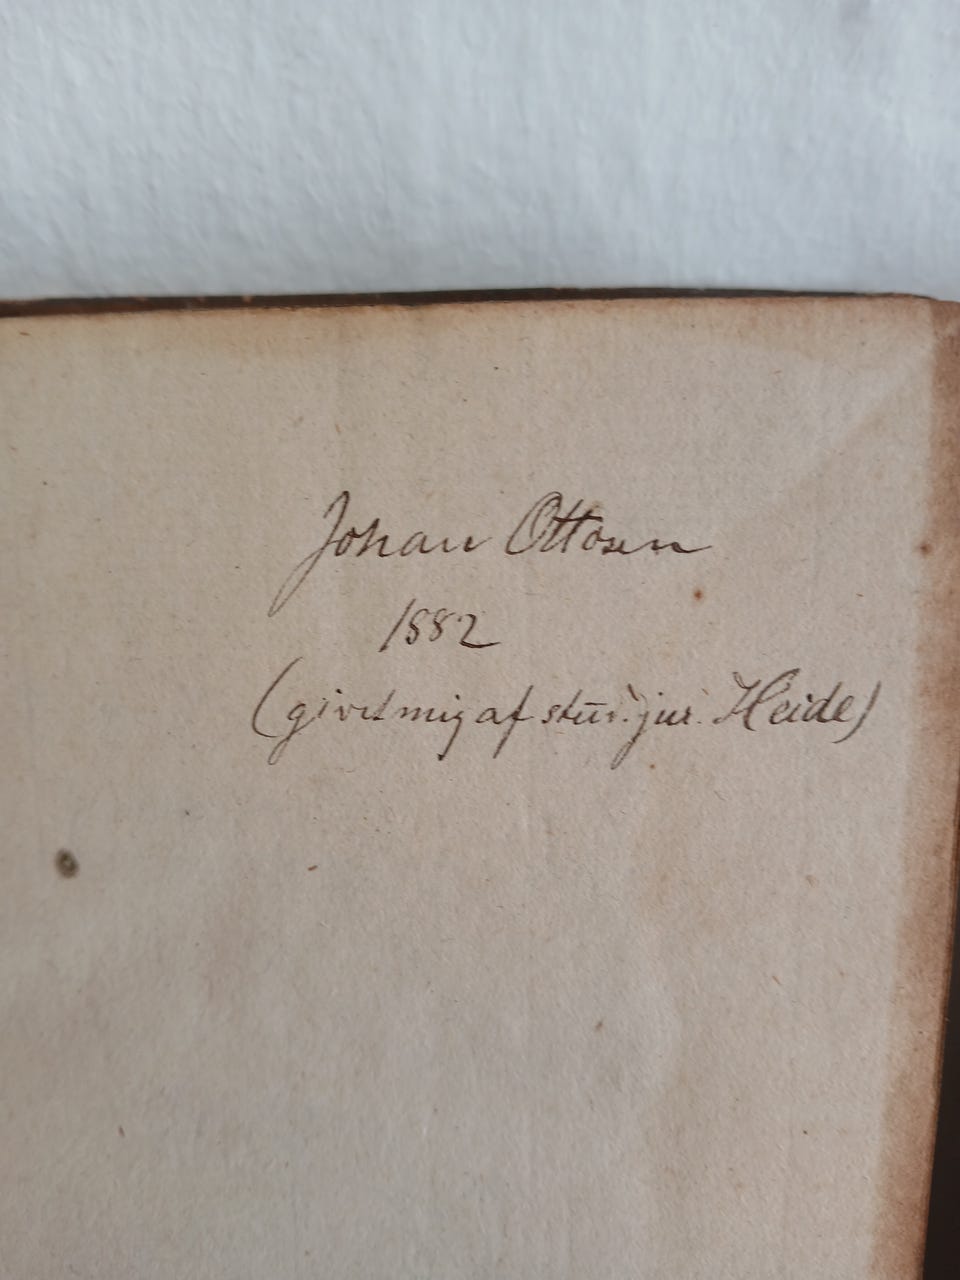 Johan Ottosen
1882
(givet mig af stud. jur. Heide)